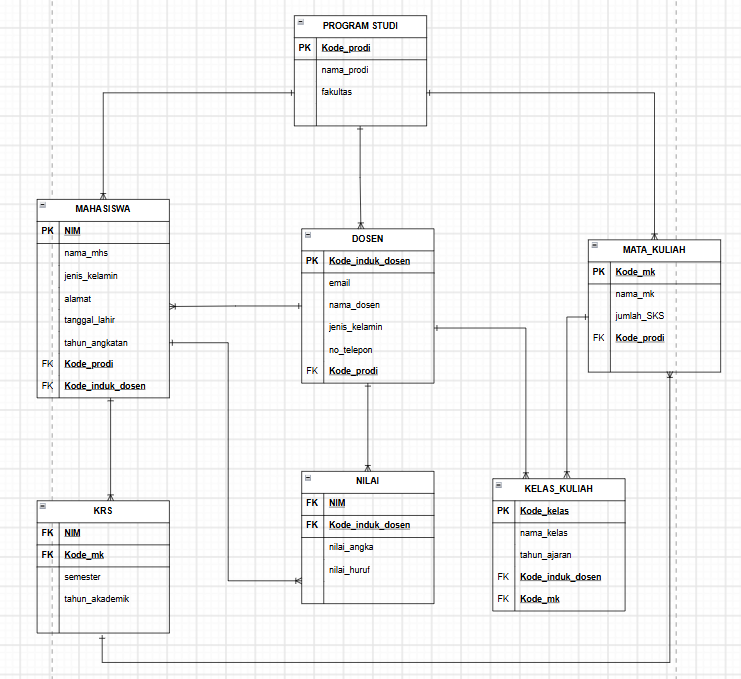 PROGRAM STUDI
PK Kode_prodi
nama_prodi
fakultas
MAHASISWA
PK NIM
nama_mhs
jenis_kelamin
alamat
tanggal_lahir
tahun_angkatan
FK Kode_prodi
FK Kode_induk_dosen
DOSEN
PK Kode_induk_dosen
email
nama_dosen
jenis_kelamin
no_telepon
FK Kode_prodi
MATA_KULIAH
PK Kode_mk
nama_mk
jumlah_SKS
FK Kode_prodi
KRS
FK NIM
FK Kode_mk
semester
tahun_akademik
NILAI
FK NIM
FK Kode_induk_dosen
nilai_angka
nilai_huruf
KELAS_KULIAH
PK Kode_kelas
nama_kelas
tahun_ajaran
FK Kode_induk_dosen
FK Kode_mk